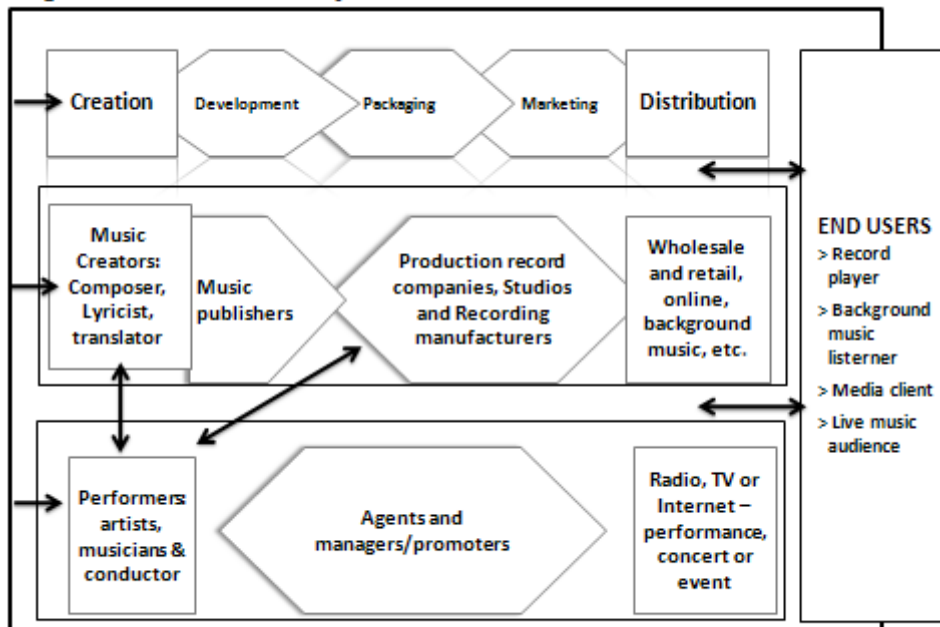 Creation
Development
Packaging
Marketing
Distribution
Music
Creators:
Composer,
Lyricist,
translator
Music
publishers
Production record
companies, Studios
and Recording
manufacturers
Wholesale
and retail,
online,
background
music, etc.
Performers:
artists,
musicians &
conductor
Agents and
managers/promoters
Radio, TV or
Internet –
performance,
concert or
event
END USERS
> Record
player
> Background
music
listerner
> Media client
> Live music
audience